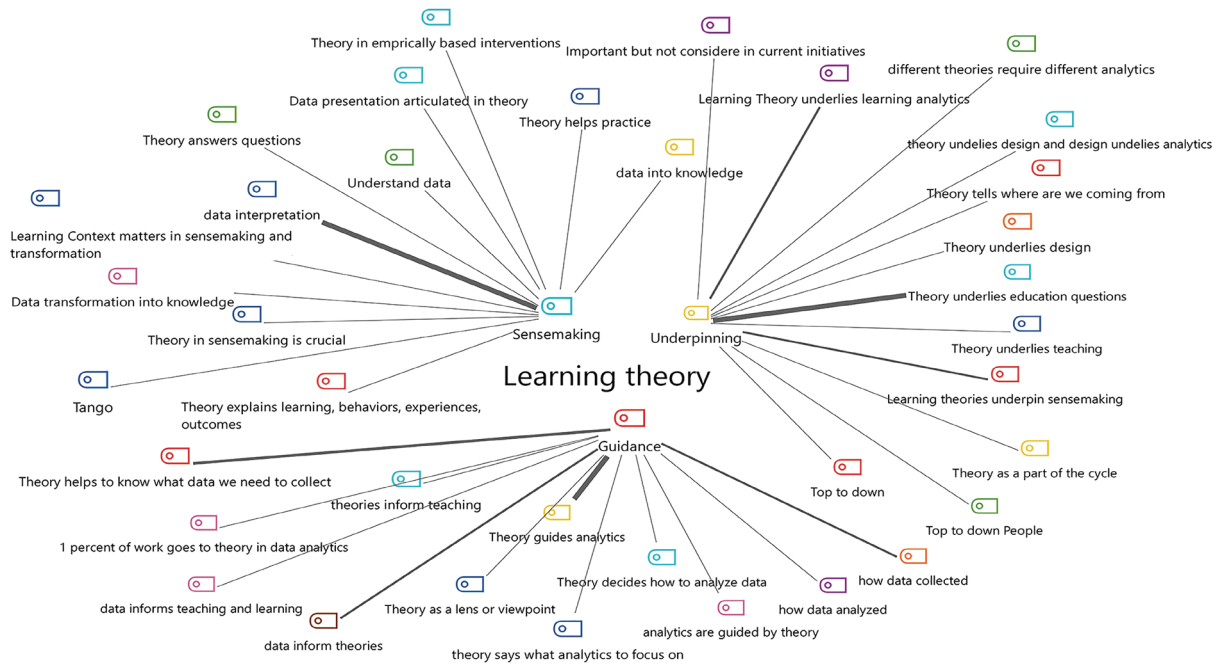 Theory in emprically based interventions
Important but not considere in current initiatives
different theories require different analytics
Data presentation articulated in theory
Learning Theory underlies learning analytics
Theory helps practice
Theory answers questions
theory undelies design and design undelies analytics
data into knowledge
Understand data
Theory tells where are we coming from
data interpretation
Learning Context matters in sensemaking and
transformation
Theory underlies design
Data transformation into knowledge
Theory underlies education questions
Theory in sensemaking is crucial
Sensemaking
Underpinning
Theory underlies teaching
Learning theory
Tango
Theory explains learning, behaviors, experiences,
outcomes
Learning theories underpin sensemaking
Guidance
Theory helps to know what data we need to collect
Theory as a part of the cycle
theories inform teaching
Top to down
Top to down People
1 percent of work goes to theory in data analytics
Theory guides analytics
Theory decides how to analyze data
how data collected
data informs teaching and learning
Theory as a lens or viewpoint
how data analyzed
data inform theories
analytics are guided by theory
theory says what analytics to focus on